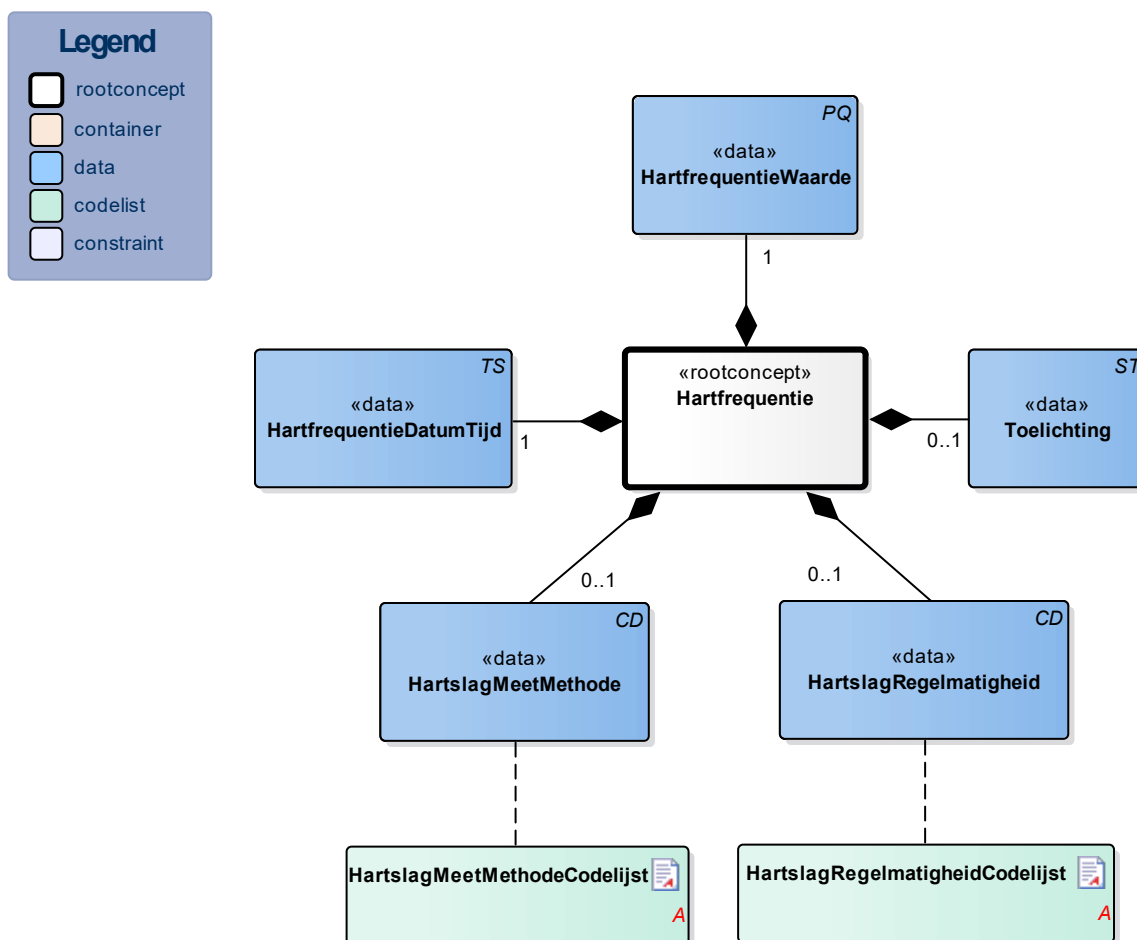 Legend
rootconcept
container
data
codelist
constraint
PQ
«data»
HartfrequentieWaarde
1
TS
«data»
HartfrequentieDatumTijd
1
«rootconcept»
Hartfrequentie
ST
«data»
Toelichting
0..1
0..1
0..1
CD
«data»
HartslagMeetMethode
CD
«data»
HartslagRegelmatigheid
HartslagMeetMethodeCodelijst
A
HartslagRegelmatigheidCodelijst
A